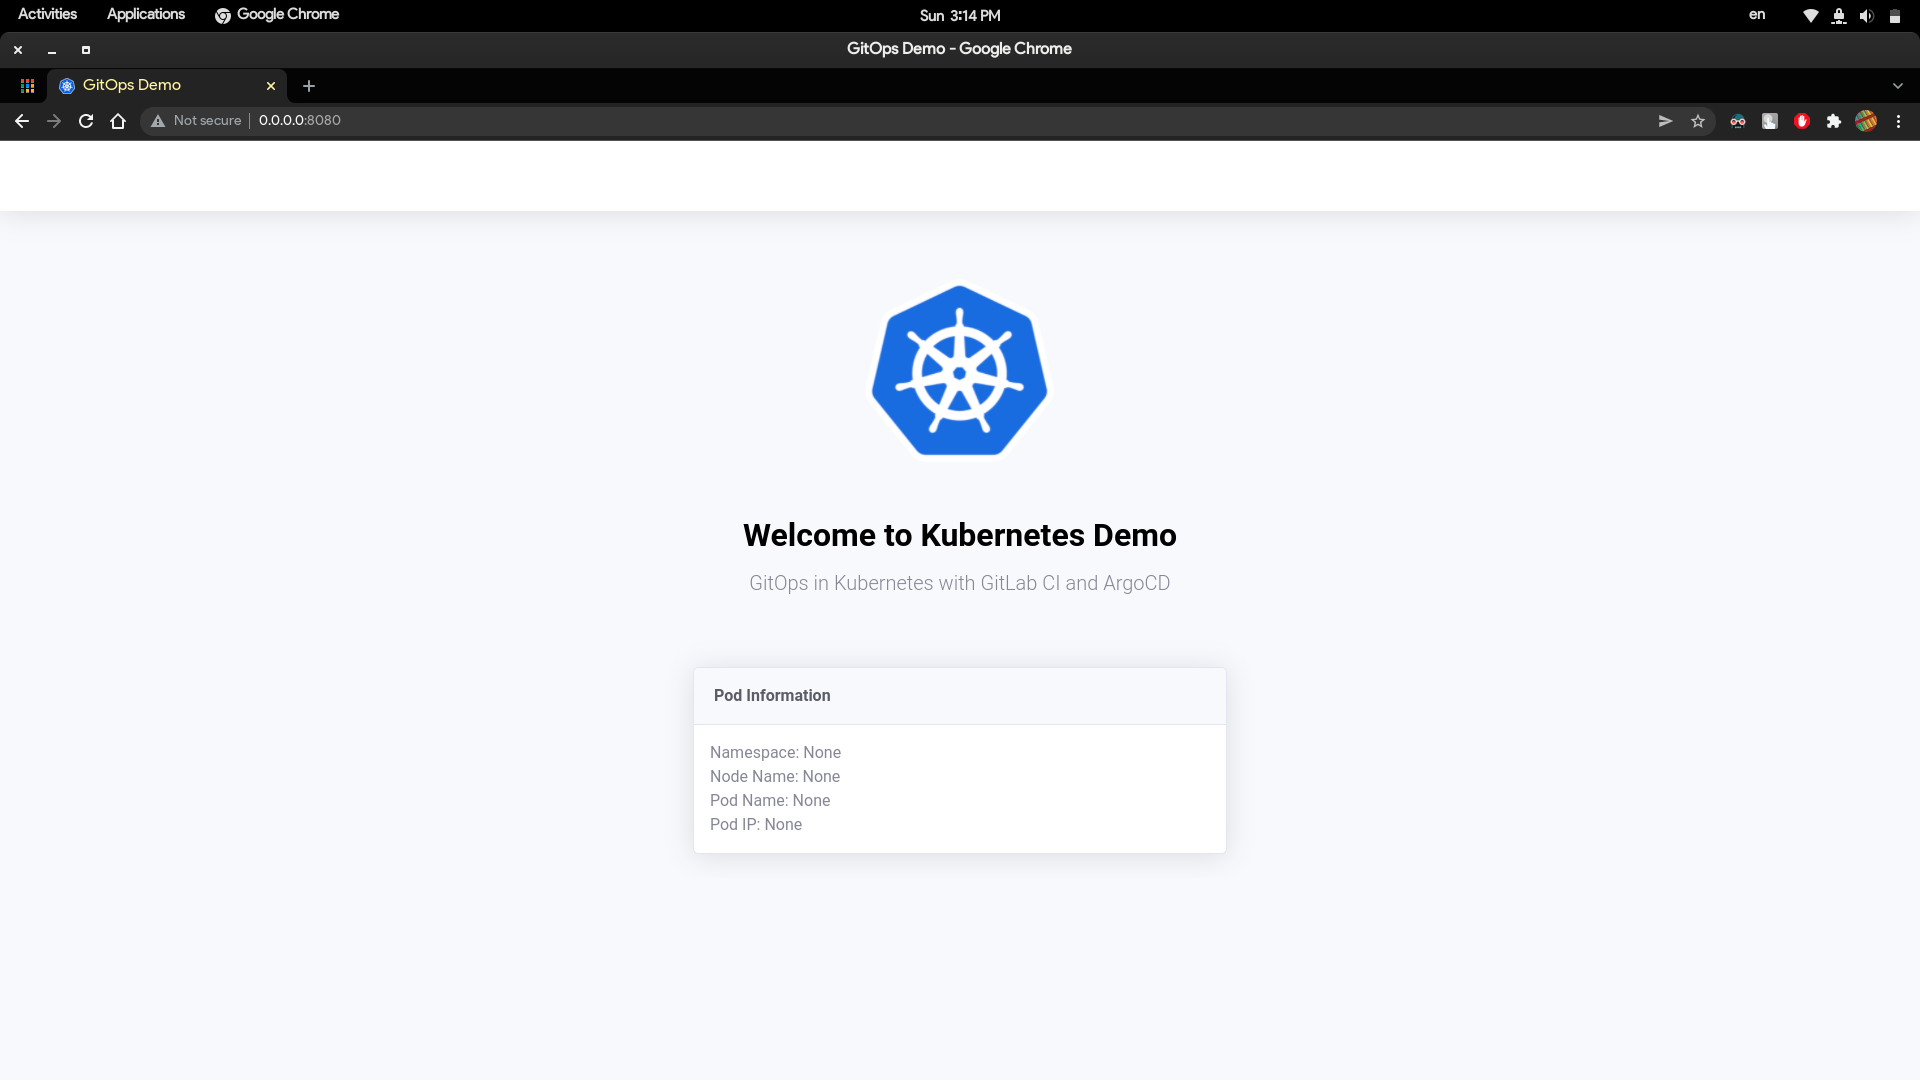 Activities Applications Google Chrome Sun 3:14 PM en
GitOps Demo - Google Chrome
GitOps Demo
Not secure 0.0.0.0:8080
Welcome to Kubernetes Demo
GitOps in Kubernetes with GitLab CI and ArgoCD
Pod Information
Namespace: None
Node Name: None
Pod Name: None
Pod IP: None